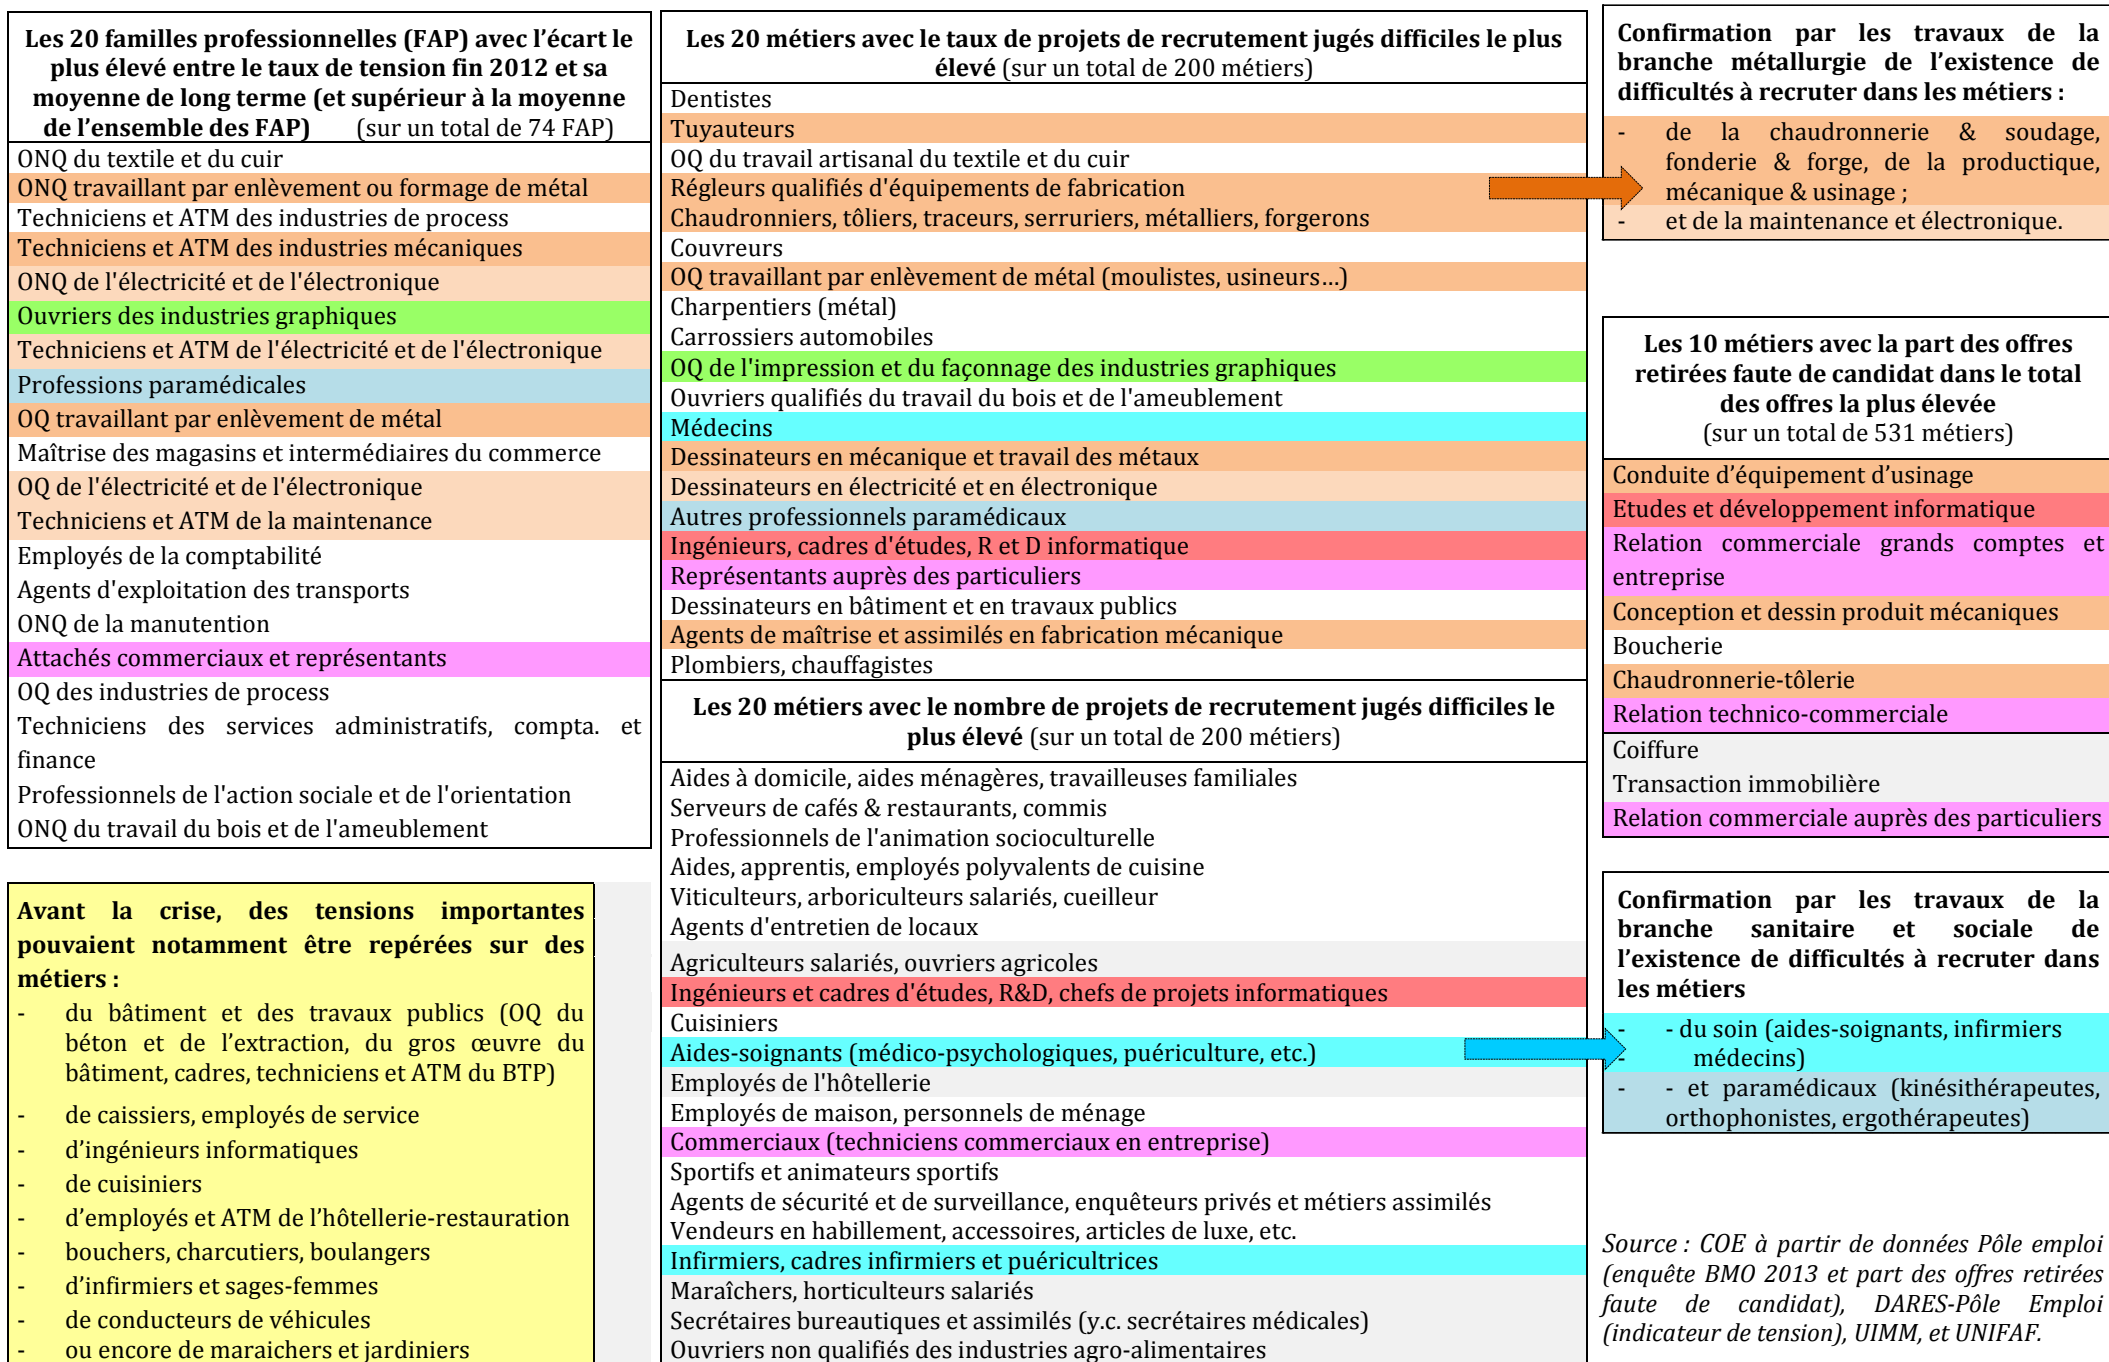 Les 20 familles professionnelles (FAP) avec l'écart le
plus élevé entre le taux de tension fin 2012 et sa
moyenne de long terme (et supérieur à la moyenne
de l'ensemble des FAP) (sur un total de 74 FAP)
ONQ du textile et du cuir
ONQ travaillant par enlèvement ou formage de métal
Techniciens et ATM des industries de process
Techniciens et ATM des industries mécaniques
ONQ de l'électricité et de l'électronique
Ouvriers des industries graphiques
Techniciens et ATM de l'électricité et de l'électronique
Professions paramédicales
OQ travaillant par enlèvement de métal
Maîtrise des magasins et intermédiaires du commerce
OQ de l'électricité et de l'électronique
Techniciens et ATM de la maintenance
Employés de la comptabilité
Agents d'exploitation des transports
ONQ de la manutention
Attachés commerciaux et représentants
OQ des industries de process
Techniciens des services administratifs, compta. et
finance
Professionnels de l'action sociale et de l'orientation
ONQ du travail du bois et de l'ameublement
Avant la crise, des tensions importantes
pouvaient notamment être repérées sur des
métiers :
- du bâtiment et des travaux publics (OQ du
béton et de l'extraction, du gros œuvre du
bâtiment, cadres, techniciens et ATM du BTP)
- de caissiers, employés de service
- d'ingénieurs informatiques
- de cuisiniers
- d'employés et ATM de l'hôtellerie-restauration
- bouchers, charcutiers, boulangers
- d'infirmiers et sages-femmes
- de conducteurs de véhicules
- ou encore de maraichers et jardiniers
Les 20 métiers avec le taux de projets de recrutement jugés difficiles le plus
élevé (sur un total de 200 métiers)
Dentistes
Tuyauteurs
OQ du travail artisanal du textile et du cuir
Régleurs qualifiés d'équipements de fabrication
Chaudronniers, tôliers, traceurs, serruriers, métalliers, forgerons
Couvreurs
OQ travaillant par enlèvement de métal (moulistes, usineurs…)
Charpentiers (métal)
Carrossiers automobiles
OQ de l'impression et du façonnage des industries graphiques
Ouvriers qualifiés du travail du bois et de l'ameublement
Médecins
Dessinateurs en mécanique et travail des métaux
Dessinateurs en électricité et en électronique
Autres professionnels paramédicaux
Ingénieurs, cadres d'études, R et D informatique
Représentants auprès des particuliers
Dessinateurs en bâtiment et en travaux publics
Agents de maîtrise et assimilés en fabrication mécanique
Plombiers, chauffagistes
Les 20 métiers avec le nombre de projets de recrutement jugés difficiles le
plus élevé (sur un total de 200 métiers)
Aides à domicile, aides ménagères, travailleuses familiales
Serveurs de cafés & restaurants, commis
Professionnels de l'animation socioculturelle
Aides, apprentis, employés polyvalents de cuisine
Viticulteurs, arboriculteurs salariés, cueilleur
Agents d'entretien de locaux
Agriculteurs salariés, ouvriers agricoles
Ingénieurs et cadres d'études, R&D, chefs de projets informatiques
Cuisiniers
Aides-soignants (médico-psychologiques, puériculture, etc.)
Employés de l'hôtellerie
Employés de maison, personnels de ménage
Commerciaux (techniciens commerciaux en entreprise)
Sportifs et animateurs sportifs
Agents de sécurité et de surveillance, enquêteurs privés et métiers assimilés
Vendeurs en habillement, accessoires, articles de luxe, etc.
Infirmiers, cadres infirmiers et puéricultrices
Maraîchers, horticulteurs salariés
Secrétaires bureautiques et assimilés (y.c. secrétaires médicales)
Ouvriers non qualifiés des industries agro-alimentaires
Confirmation par les travaux de la
branche métallurgie de l'existence de
difficultés à recruter dans les métiers :
- de la chaudronnerie & soudage,
fonderie & forge, de la productique,
mécanique & usinage ;
- et de la maintenance et électronique.
Les 10 métiers avec la part des offres
retirées faute de candidat dans le total
des offres la plus élevée
(sur un total de 531 métiers)
Conduite d'équipement d'usinage
Etudes et développement informatique
Relation commerciale grands comptes et
entreprise
Conception et dessin produit mécaniques
Boucherie
Chaudronnerie-tôlerie
Relation technico-commerciale
Coiffure
Transaction immobilière
Relation commerciale auprès des particuliers
Confirmation par les travaux de la
branche sanitaire et sociale de
l'existence de difficultés à recruter dans
les métiers
- - du soin (aides-soignants, infirmiers
- médecins)
- - et paramédicaux (kinésithérapeutes,
orthophonistes, ergothérapeutes)
Source : COE à partir de données Pôle emploi
(enquête BMO 2013 et part des offres retirées
faute de candidat), DARES-Pôle Emploi
(indicateur de tension), UIMM, et UNIFAF.